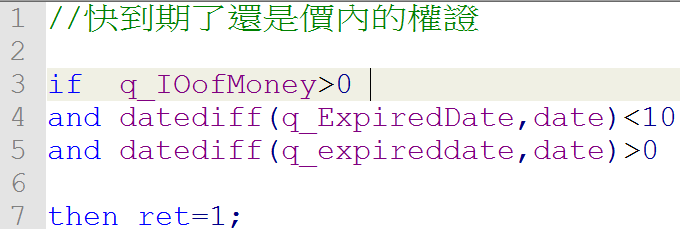 1 //快到期了還是價內的權證
2
3 if  q_IOofMoney>0
4 and datediff(q_ExpiredDate,date)<10
5 and datediff(q_expireddate,date)>0
6
7 then ret=1;